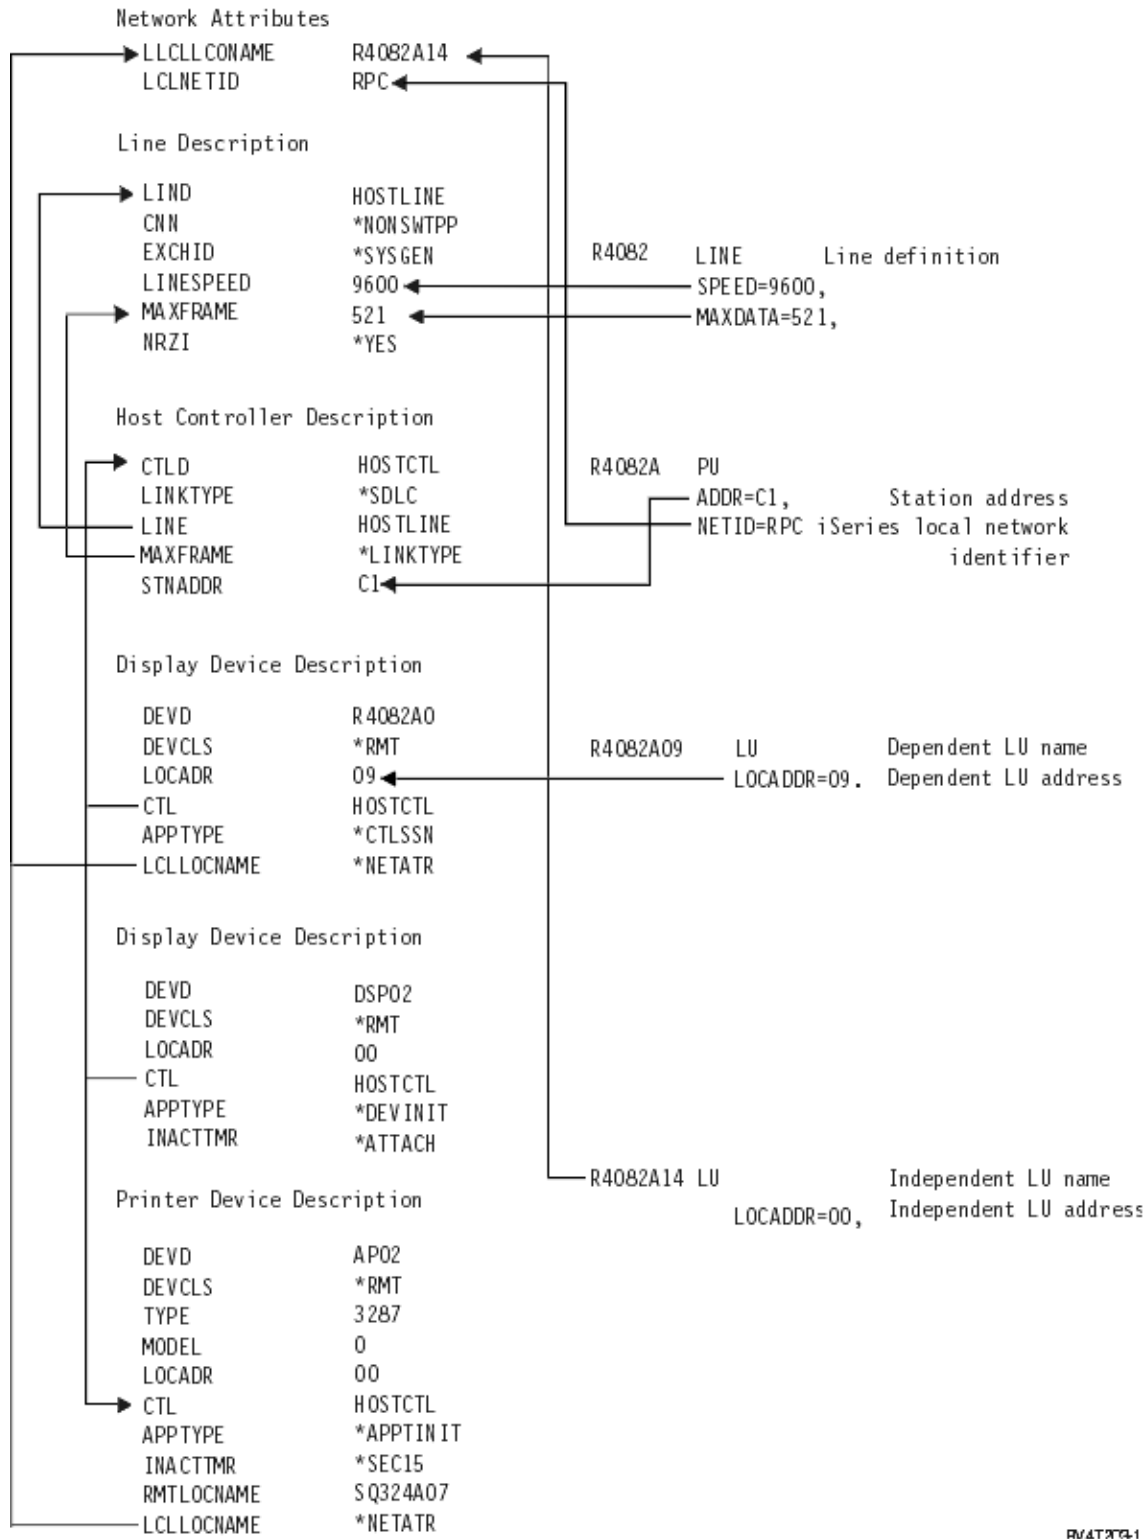 Network Attributes
LLCLLCONAME R4082A14
LCLNETID RPC
Line Description
LIND HOSTLINE
CNN *NONSWTPP
EXCHID *SYSGEN
R4082 LINE Line definition
LINESPEED 9600 SPEED=9600,
MAXFRAME 521 MAXDATA=521,
NRZI *YES
Host Controller Description
CTLD HOSTCTL R4082A PU
LINKTYPE *SDLC ADDR=C1, Station address
LINE HOSTLINE NETID=RPC iSeries local network
MAXFRAME *LINKTYPE identifier
STNADDR C1
Display Device Description
DEVD R4082A0
DEVCLS *RMT R4082A09 LU Dependent LU name
LOCADR 09 LOCADDR=09. Dependent LU address
CTL HOSTCTL
APPTYPE *CTLSSN
LCLLOCNAME *NETATR
Display Device Description
DEVD DSP02
DEVCLS *RMT
LOCADR 00
CTL HOSTCTL
APPTYPE *DEVINIT
INACTTMR *ATTACH
R4082A14 LU Independent LU name
Printer Device Description
LOCADDR=00, Independent LU address
DEVD AP02
DEVCLS *RMT
TYPE 3287
MODEL 0
LOCADR 00
CTL HOSTCTL
APPTYPE *APPTINIT
INACTTMR *SEC15
RMTLOCNAME SQ324A07
LCLLOCNAME *NETATR